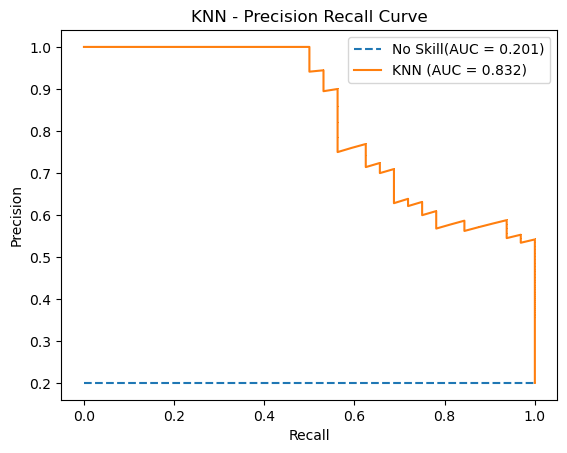 KNN - Precision Recall Curve
No Skill(AUC = 0.201)
KNN (AUC = 0.832)
Precision
1.0
0.9
0.8
0.7
0.6
0.5
0.4
0.3
0.2
0.0 0.2 0.4 0.6 0.8 1.0
Recall